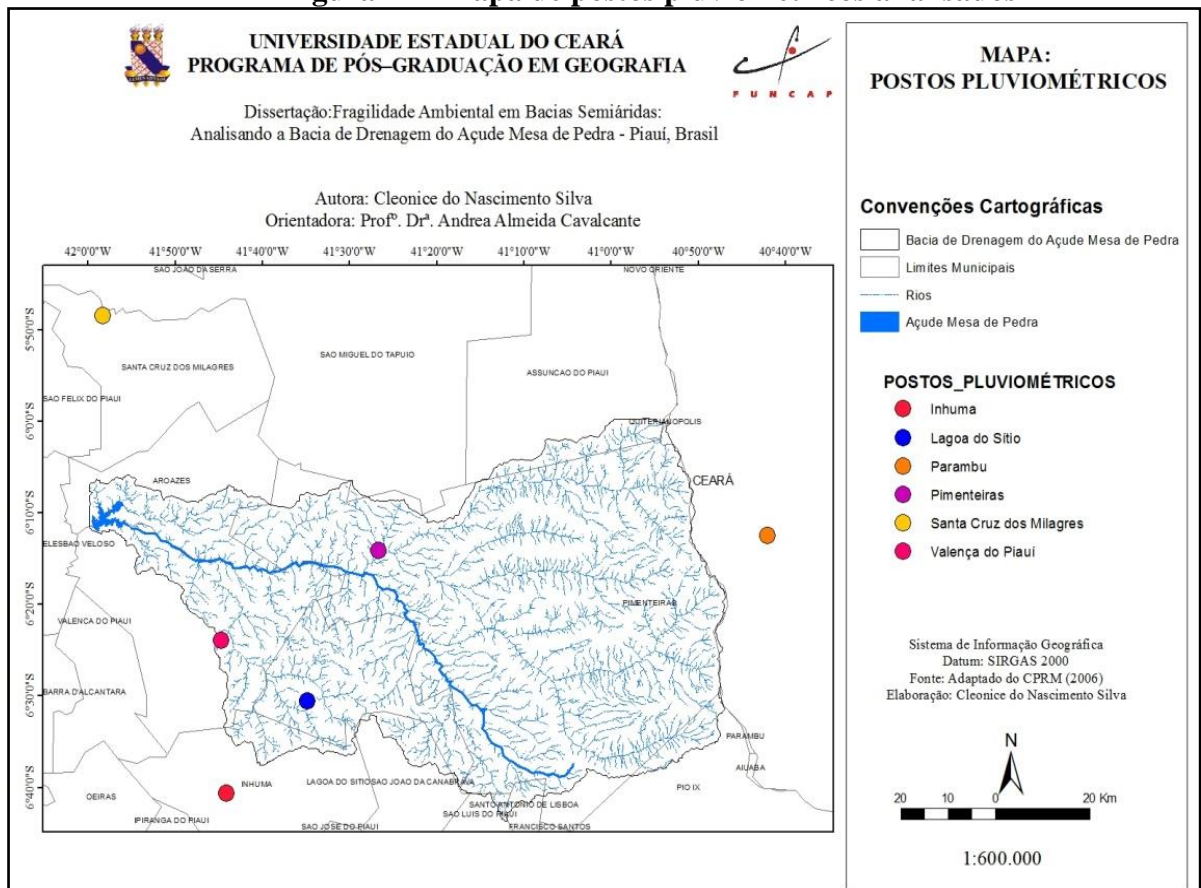 UNIVERSIDADE ESTADUAL DO CEARÁ
PROGRAMA DE PÓS–GRADUAÇÃO EM GEOGRAFIA
FUNCAP
Dissertação:Fragilidade Ambiental em Bacias Semiáridas:
Analisando a Bacia de Drenagem do Açude Mesa de Pedra - Piauí, Brasil
Autora: Cleonice do Nascimento Silva
Orientadora: Profº. Drª. Andrea Almeida Cavalcante
42°0'0"W 41°50'0"W 41°40'0"W 41°30'0"W 41°20'0"W 41°10'0"W 41°0'0"W 40°50'0"W 40°40'0"W
5°50'0"S
6°0'0"S
6°10'0"S
6°20'0"S
6°30'0"S
6°40'0"S
SAO JOAO DA SERRA
NOVO ORIENTE
SAO MIGUEL DO TAPUIO
SANTA CRUZ DOS MILAGRES
ASSUNCAO DO PIAUI
SAO FELIX DO PIAUI
QUITERIANOPOLIS
AROAZES
CEARÁ
ELESBAO VELOSO
PIMENTEIRAS
VALENCA DO PIAUI
BARRA D'ALCANTARA
PARAMBU
AIUABA
INHUMA
LAGOA DO SITIO
SAO JOAO DA CANABRAVA
PIO IX
OEIRAS
SANTO ANTONIO DE LISBOA
IPIRANGA DO PIAUI
SAO LUIS DO PIAUI
SAO JOSE DO PIAUI
FRANCISCO SANTOS
MAPA:
POSTOS PLUVIOMÉTRICOS
Convenções Cartográficas
Bacia de Drenagem do Açude Mesa de Pedra
Limites Municipais
Rios
Açude Mesa de Pedra
POSTOS_PLUVIOMÉTRICOS
Inhuma
Lagoa do Sítio
Parambu
Pimenteiras
Santa Cruz dos Milagres
Valença do Piauí
Sistema de Informação Geográfica
Datum: SIRGAS 2000
Fonte: Adaptado do CPRM (2006)
Elaboração: Cleonice do Nascimento Silva
N
20 10 0 20 Km
1:600.000